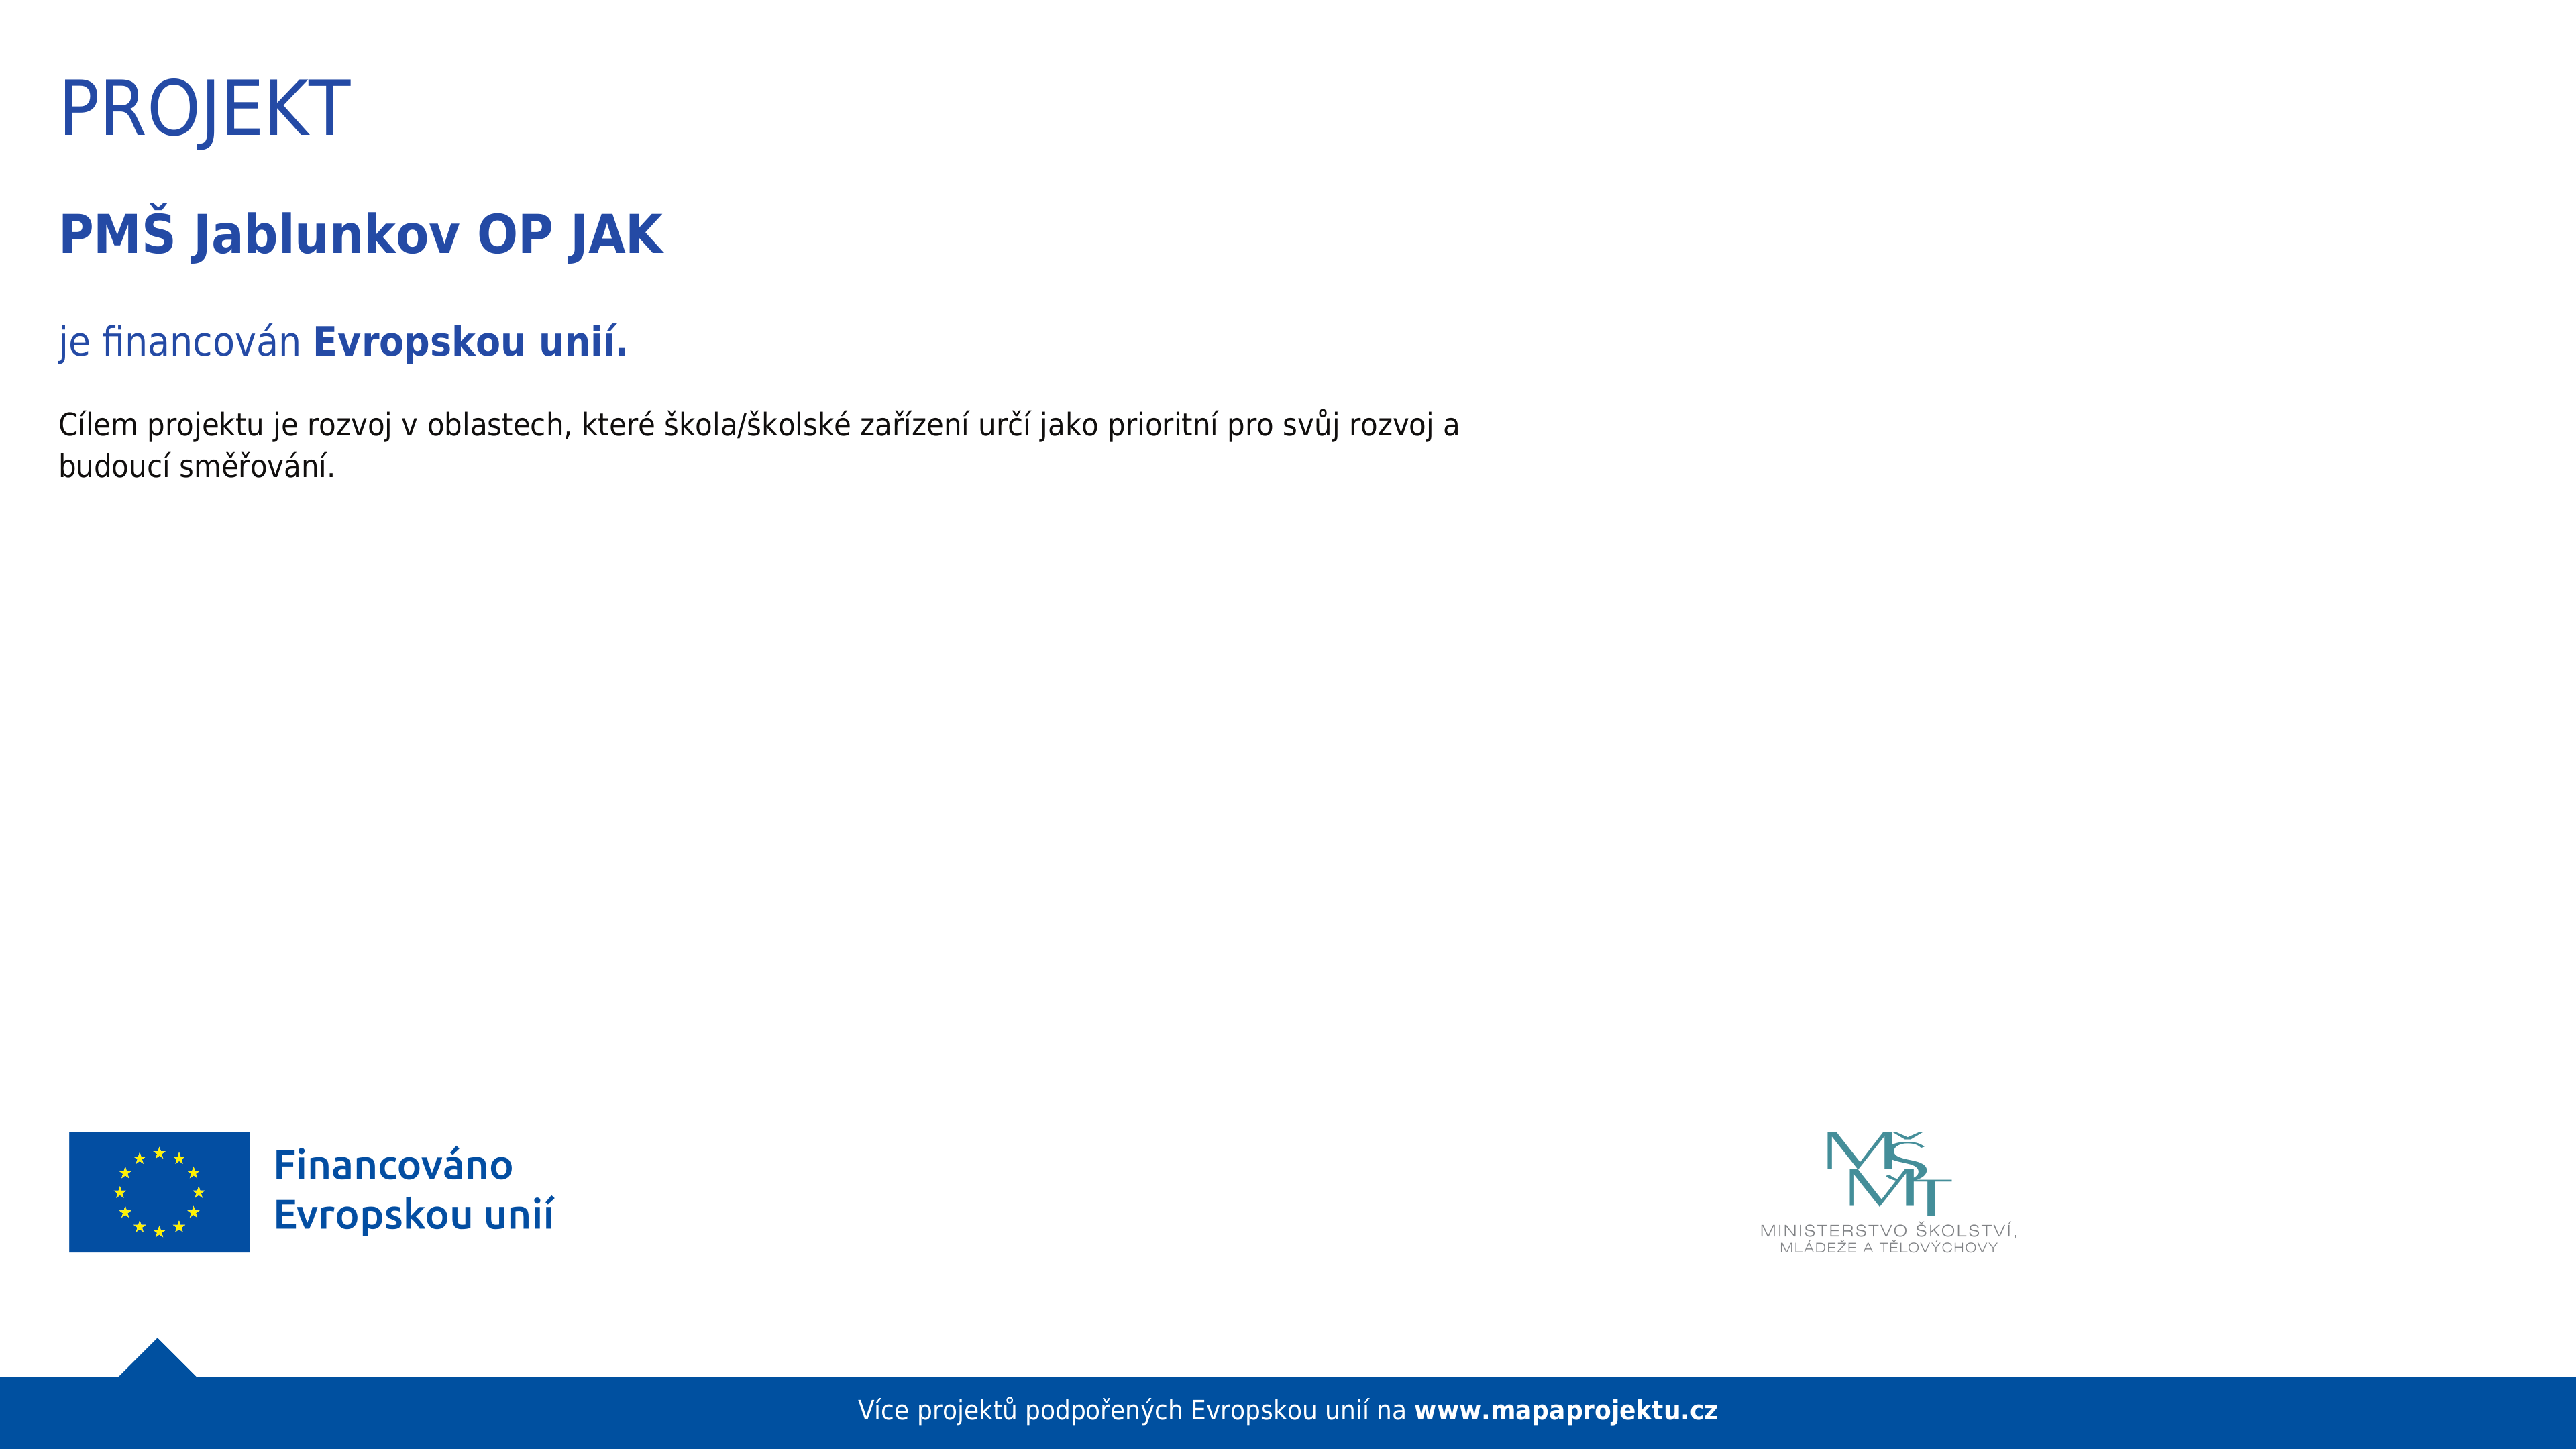 PROJEKT
PMŠ Jablunkov OP JAK
je financován Evropskou unií.
Cílem projektu je rozvoj v oblastech, které škola/školské zařízení určí jako prioritní pro svůj rozvoj a
budoucí směřování.
Financováno
Evropskou unií
MŠ
MT
MINISTERSTVO ŠKOLSTVÍ,
MLÁDEŽE A TĚLOVÝCHOVY
Více projektů podpořených Evropskou unií na www.mapaprojektu.cz